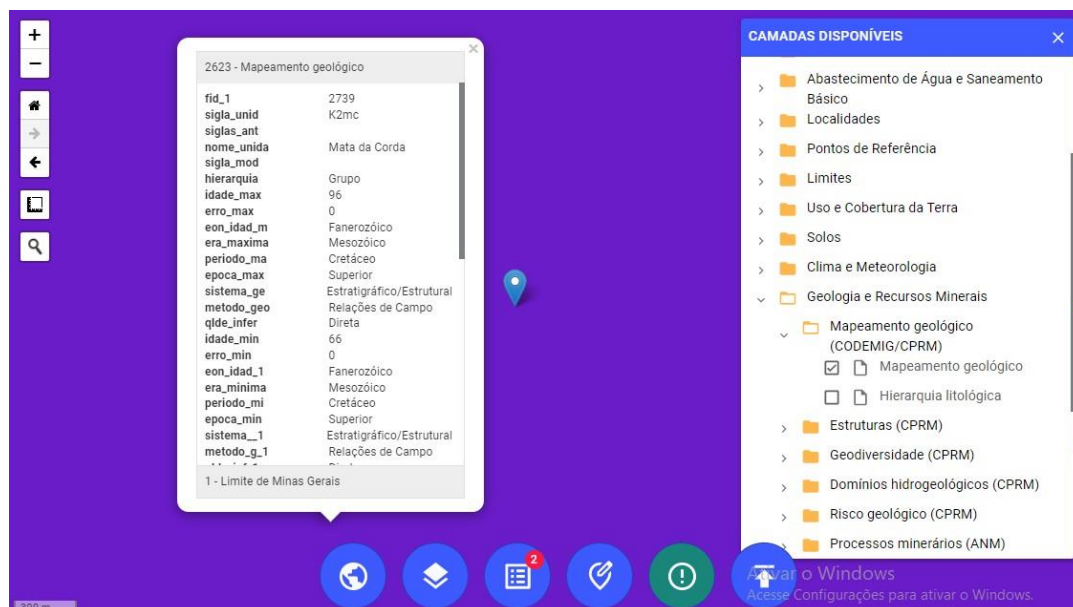 +
−
2623 - Mapeamento geológico
fid_1 2739
sigla_unid K2mc
siglas_ant
nome_unida Mata da Corda
sigla_mod
hierarquia Grupo
idade_max 96
erro_max 0
eon_idad_m Fanerozóico
era_maxima Mesozóico
periodo_ma Cretáceo
epoca_max Superior
sistema_ge Estratigráfico/Estrutural
metodo_geo Relações de Campo
qlde_infer Direta
idade_min 66
erro_min 0
eon_idad_1 Fanerozóico
era_minima Mesozóico
periodo_mi Cretáceo
epoca_min Superior
sistema__1 Estratigráfico/Estrutural
metodo_g_1 Relações de Campo
1 - Limite de Minas Gerais
CAMADAS DISPONÍVEIS
Abastecimento de Água e Saneamento
Básico
Localidades
Pontos de Referência
Limites
Uso e Cobertura da Terra
Solos
Clima e Meteorologia
Geologia e Recursos Minerais
Mapeamento geológico
(CODEMIG/CPRM)
Mapeamento geológico
Hierarquia litológica
Estruturas (CPRM)
Geodiversidade (CPRM)
Domínios hidrogeológicos (CPRM)
Risco geológico (CPRM)
Processos minerários (ANM)
2
Ativar o Windows
Acesse Configurações para ativar o Windows.